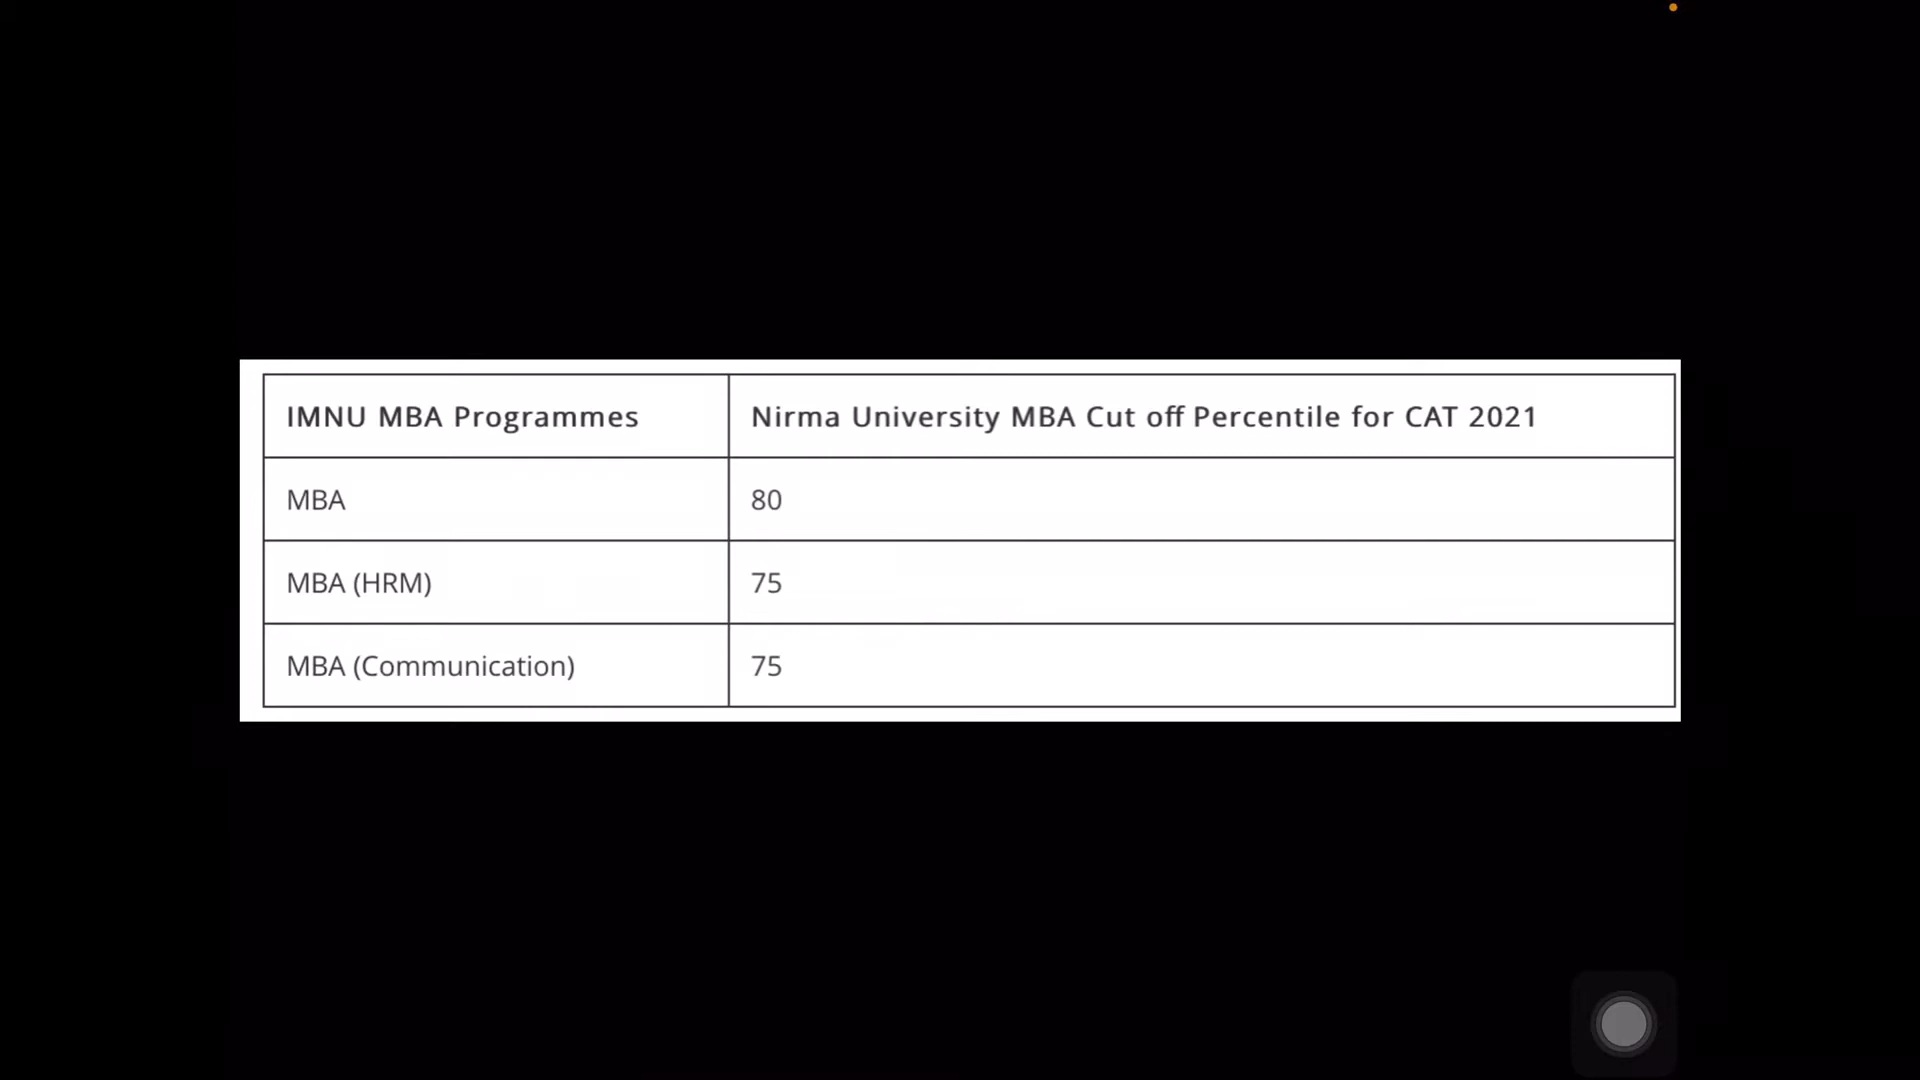 IMNU MBA Programmes Nirma University MBA Cut off Percentile for CAT 2021
MBA 80
MBA (HRM) 75
MBA (Communication) 75